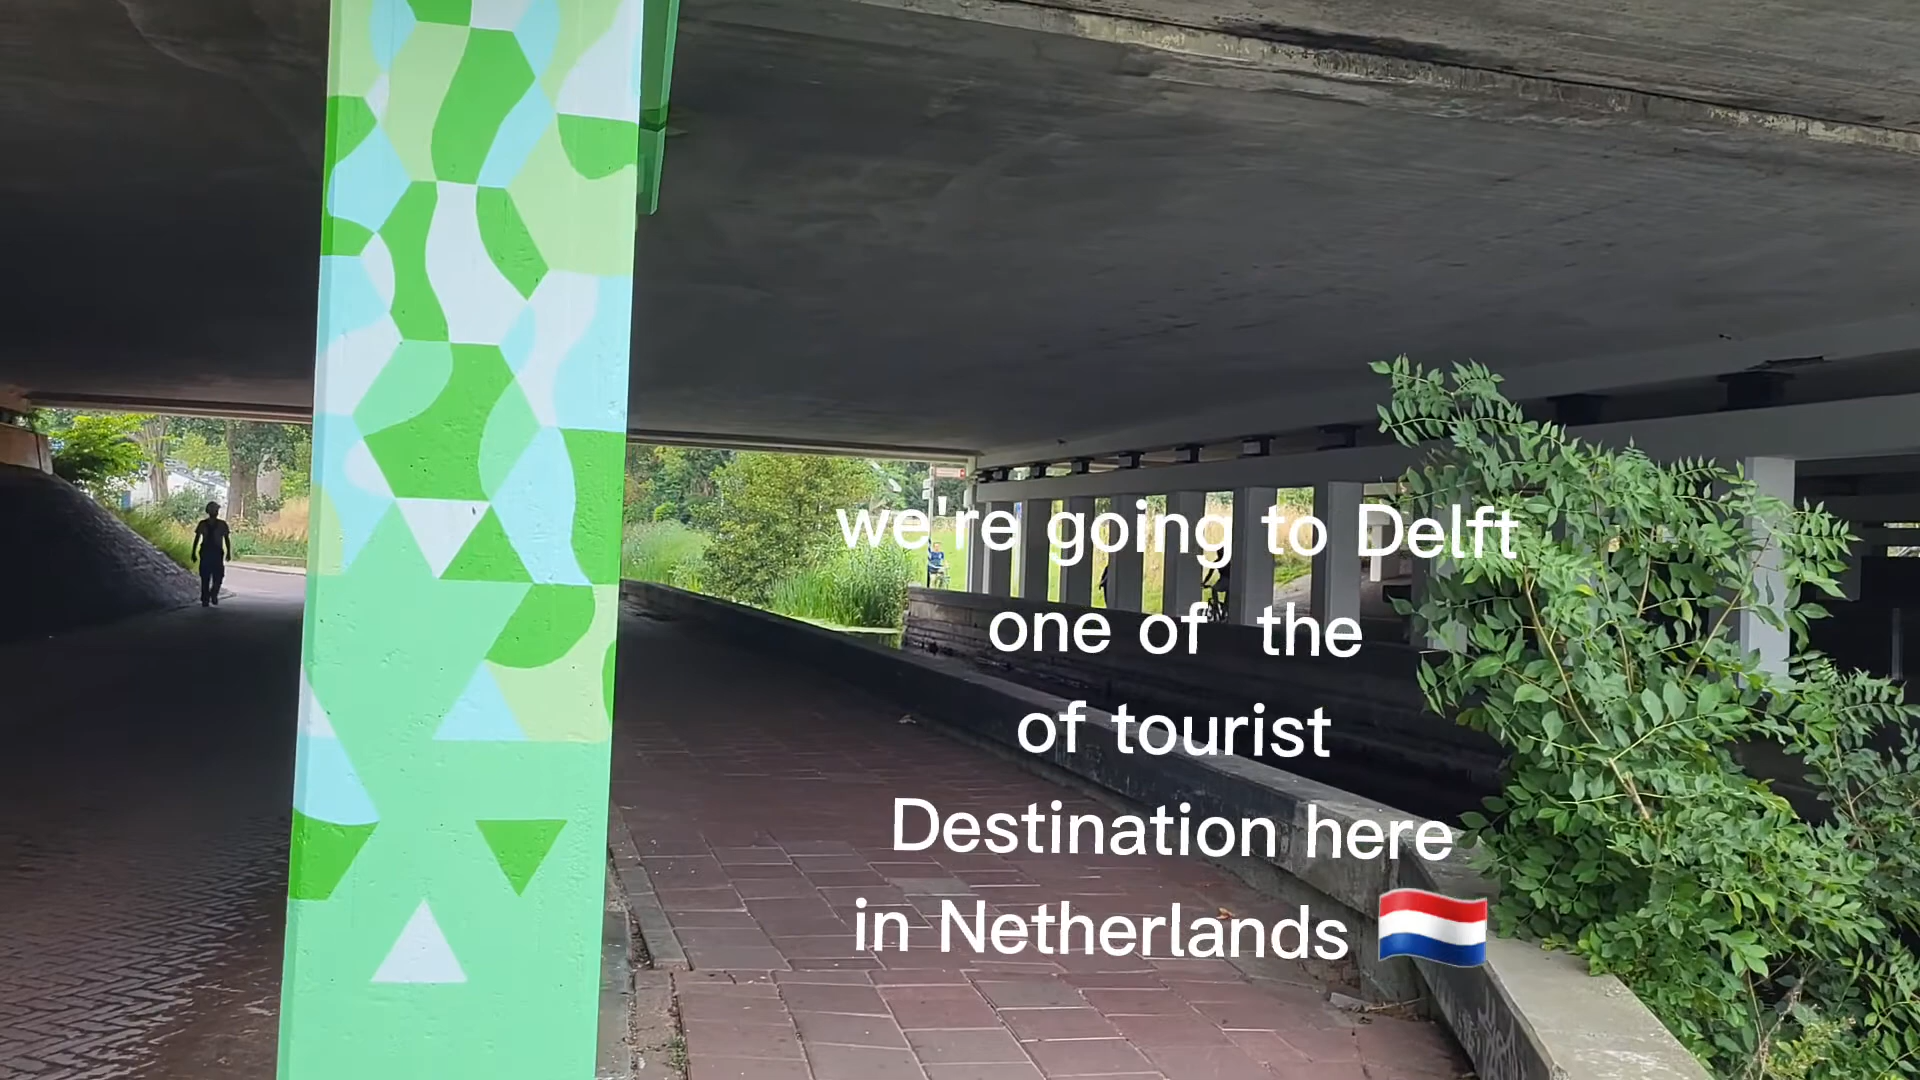 we're going to Delft
one of  the
of tourist
Destination here
in Netherlands 🇳🇱